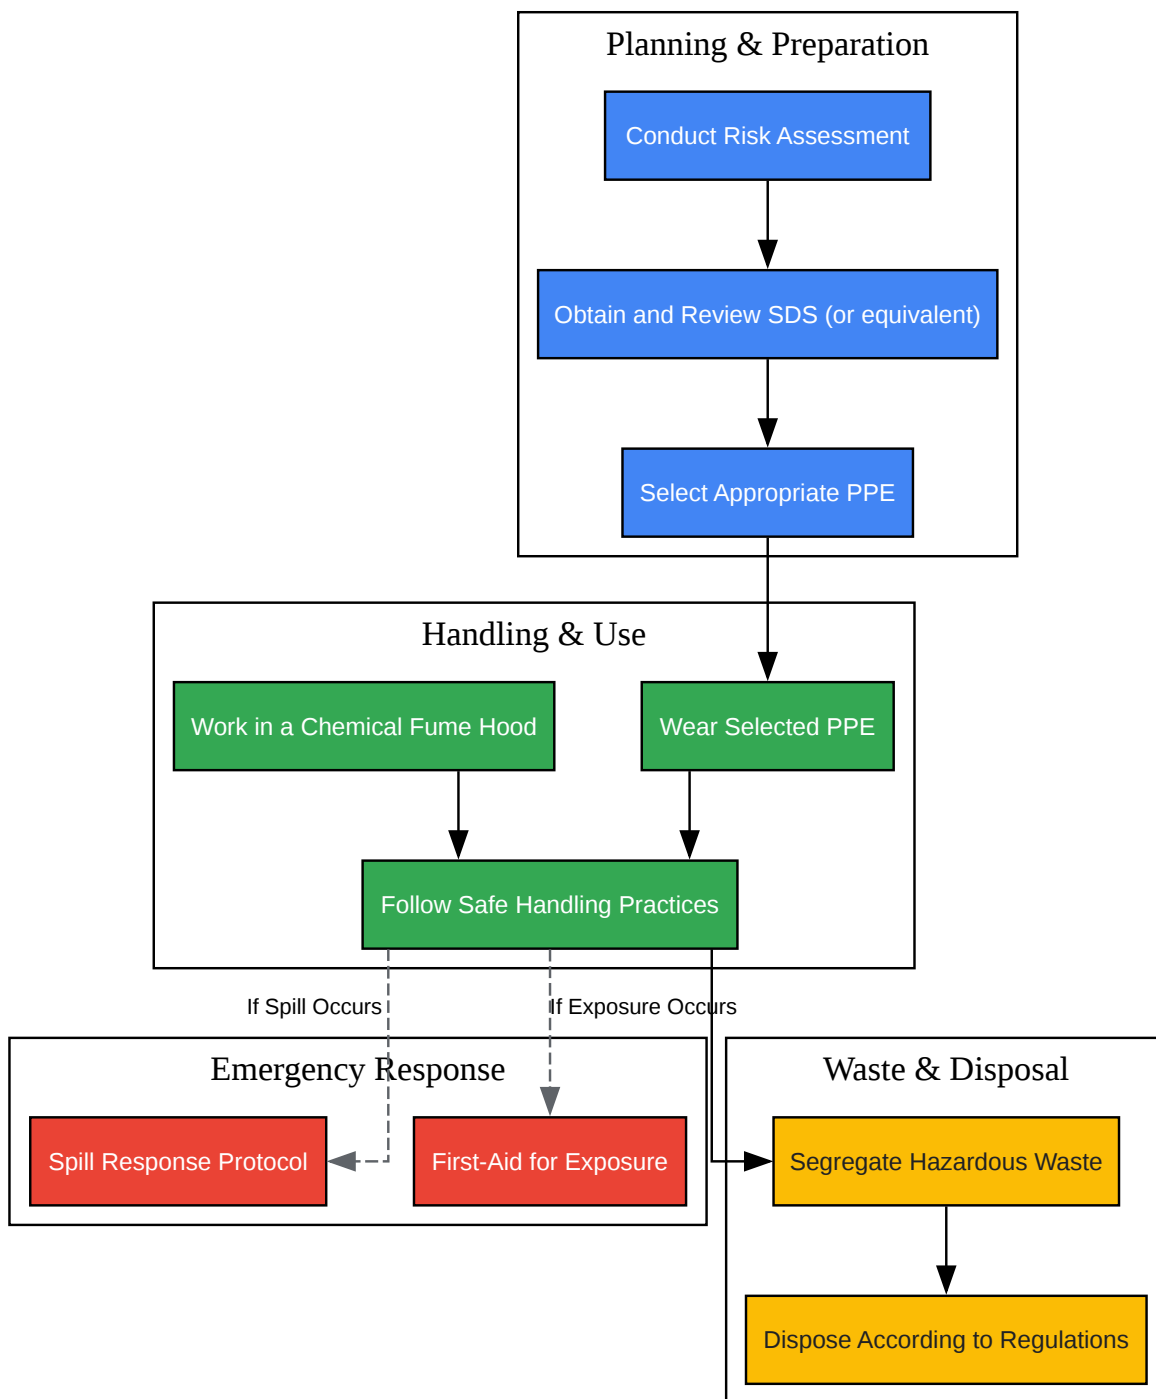 Planning & Preparation
Conduct Risk Assessment
Obtain and Review SDS (or equivalent)
Select Appropriate PPE
Handling & Use
Work in a Chemical Fume Hood
Wear Selected PPE
Follow Safe Handling Practices
If Spill Occurs
If Exposure Occurs
Emergency Response
Spill Response Protocol
First-Aid for Exposure
Waste & Disposal
Segregate Hazardous Waste
Dispose According to Regulations